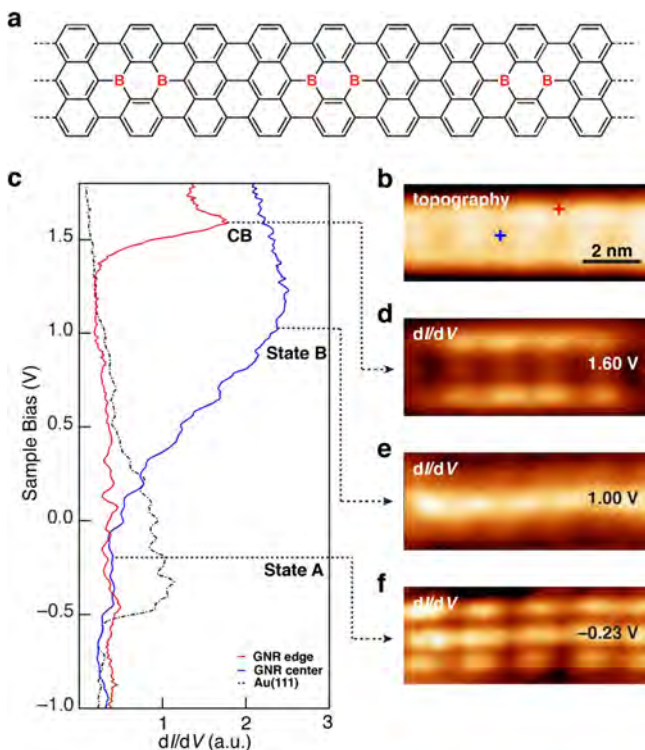 a
B B B B B B
c
CB
State B
State A
1.5
1.0
0.5
0.0
−0.5
−1.0
Sample Bias (V)
GNR edge
GNR center
Au(111)
1 2 3
dI/dV (a.u.)
b
topography
2 nm
d
dI/dV
1.60 V
e
dI/dV
1.00 V
f
dI/dV
−0.23 V